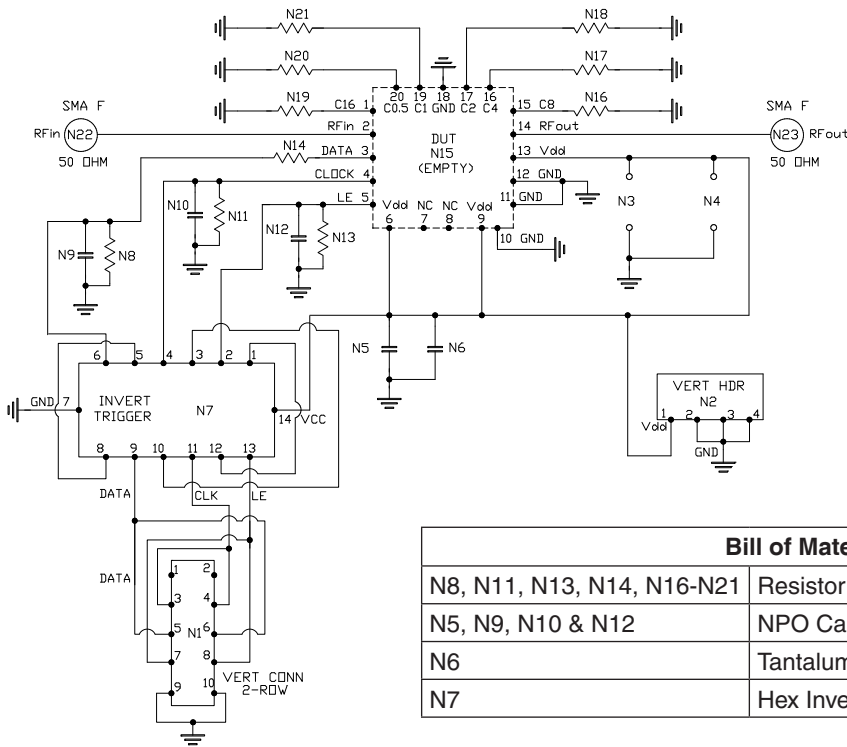 N21
N18
N20
N17
N19
C16 1
20 19 18 17 16
C0.5 C1 GND C2 C4
15 C8
N16
SMA F
RFin N22
50 OHM
RFin 2
DUT
N15
(EMPTY)
14 RFout
SMA F
N23 RFout
50 OHM
N14
DATA 3
13 Vdd
CLOCK 4
12 GND
LE 5
11 GND
Vdd NC NC Vdd
6 7 8 9
10 GND
N10
N11
N12
N13
N3
N4
N9
N8
N5
N6
6 5 4 3 2 1
GND 7
INVERT
TRIGGER
N7
14 VCC
8 9 10 11 12 13
DATA
CLK
LE
VERT HDR
N2
1 2 3 4
Vdd
GND
DATA
1 2
3 4
5 N1 6
7 8
9 10
VERT CONN
2-ROW
Bill of Mate
N8, N11, N13, N14, N16-N21 Resistor
N5, N9, N10 & N12 NPO Ca
N6 Tantalum
N7 Hex Inve